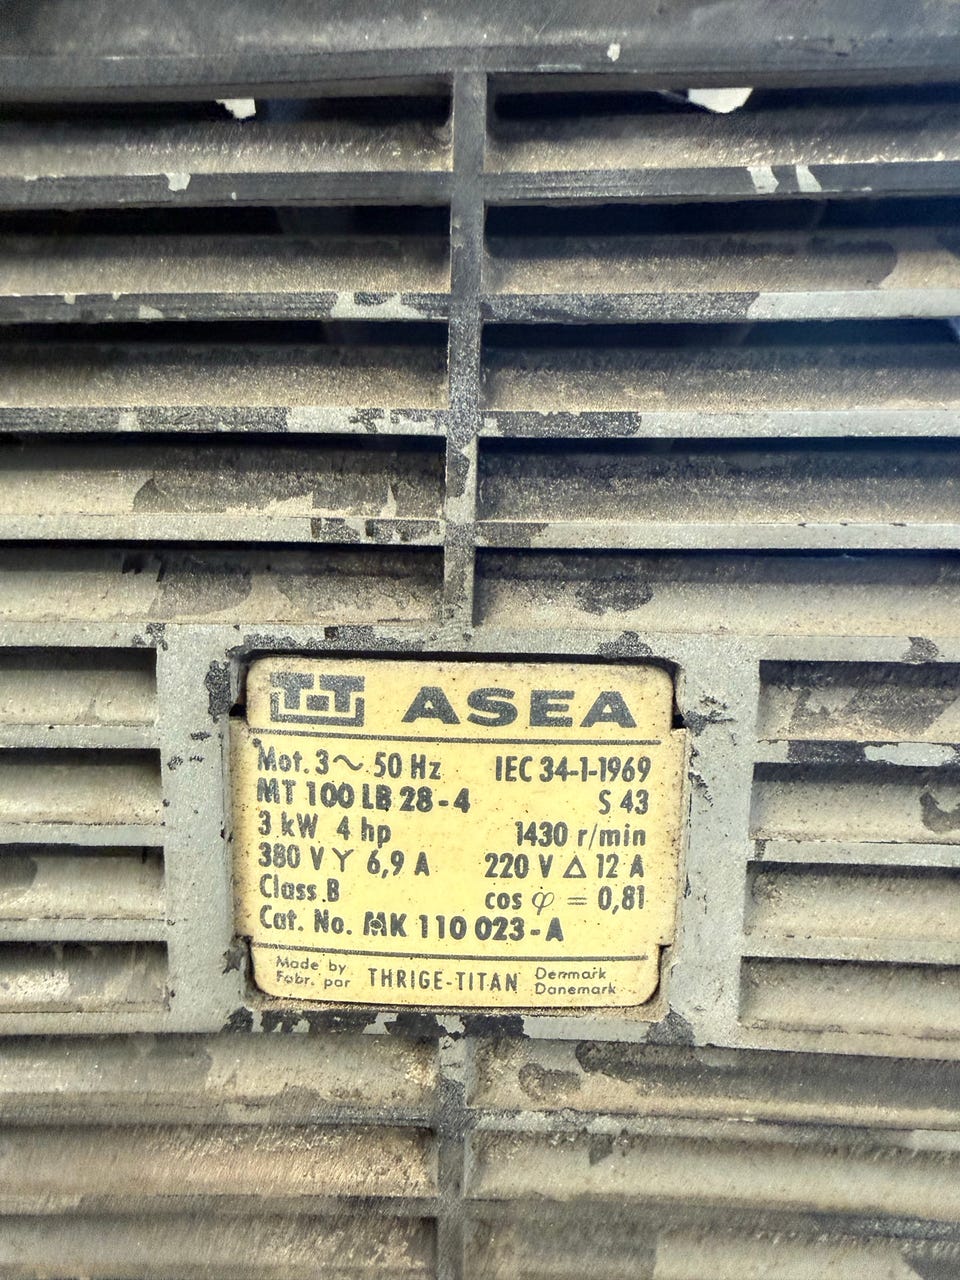 TT ASEA
Mot. 3~ 50 Hz IEC 34-1-1969
MT 100 LB 28-4 S 43
3 kW 4 hp 1430 r/min
380 V Y 6,9 A 220 V Δ 12 A
Class.B cos φ = 0,81
Cat. No. MK 110 023-A
Made by THRIGE-TITAN Denmark
Fabr. par Danemark